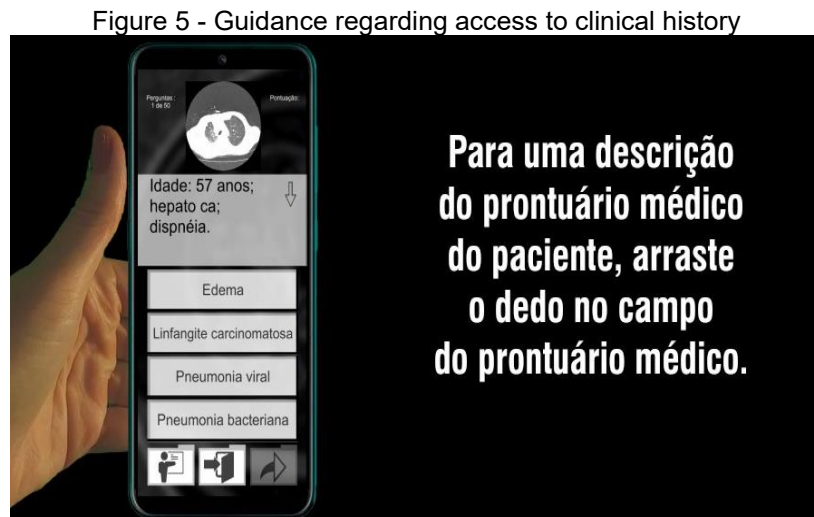 Figure 5 - Guidance regarding access to clinical history
Perguntas :
1 de 50
Pontuação:
Idade: 57 anos;
hepato ca;
dispnéia.
Edema
Linfangite carcinomatosa
Pneumonia viral
Pneumonia bacteriana
Para uma descrição
do prontuário médico
do paciente, arraste
o dedo no campo
do prontuário médico.